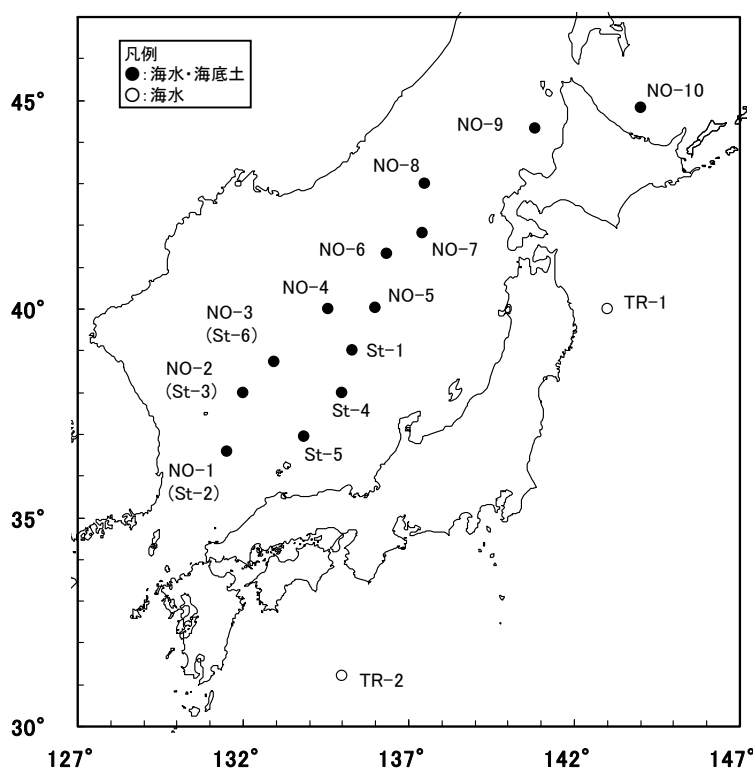 凡例
●:海水・海底土
○:海水
NO-10
NO-9
NO-8
NO-7
NO-6
NO-5
NO-4
NO-3
(St-6)
TR-1
St-1
NO-2
(St-3)
St-4
St-5
NO-1
(St-2)
TR-2
45°
40°
35°
30°
127°
132°
137°
142°
147°